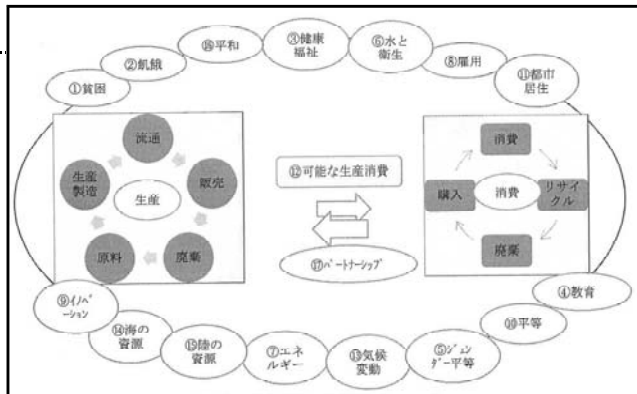 ①貧困
②飢餓
⑯平和
③健康
福祉
⑥水と
衛生
⑧雇用
⑪都市
居住
流通
生産
製造
生産
販売
原料
廃棄
⑫可能な生産消費
⑰パートナーシップ
消費
購入
消費
リサイ
クル
廃棄
④教育
⑩平等
⑨イノベ
ーション
⑭海の
資源
⑮陸の
資源
⑦エネ
ルギー
⑬気候
変動
⑤ジェン
ダー平等